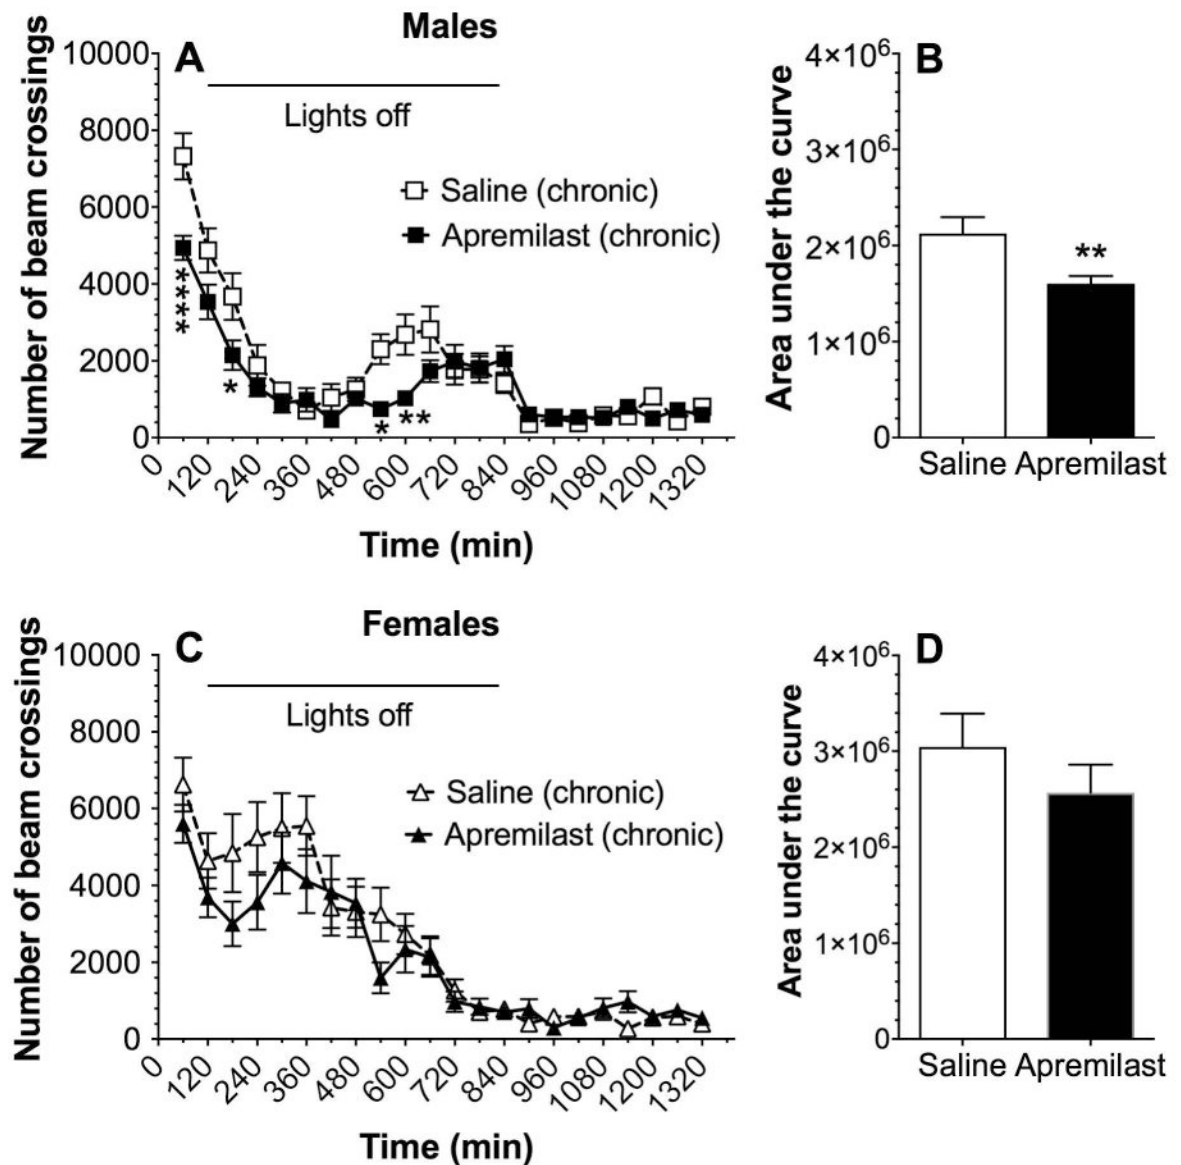 Males
A
Number of beam crossings
10000
8000
6000
4000
2000
0
Lights off
Saline (chronic)
Apremilast (chronic)
****
*
*
**
0 120 240 360 480 600 720 840 960 1080 1200 1320
Time (min)
B
Area under the curve
4×10⁶
3×10⁶
2×10⁶
1×10⁶
0
**
Saline Apremilast
Females
C
Number of beam crossings
10000
8000
6000
4000
2000
0
Lights off
Saline (chronic)
Apremilast (chronic)
0 120 240 360 480 600 720 840 960 1080 1200 1320
Time (min)
D
Area under the curve
4×10⁶
3×10⁶
2×10⁶
1×10⁶
0
Saline Apremilast